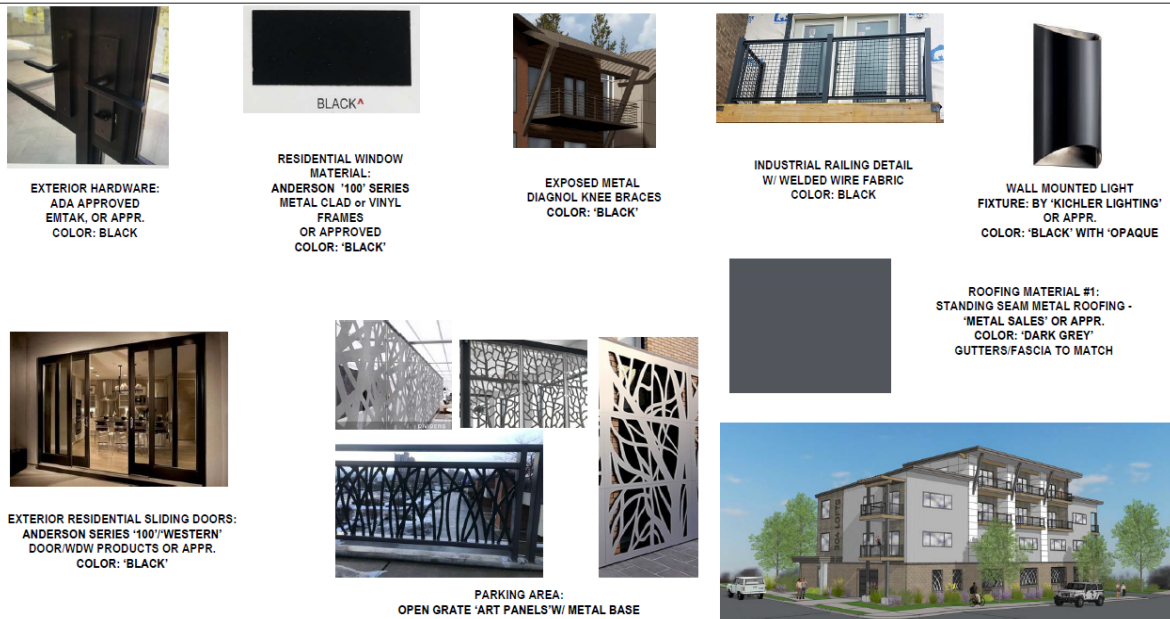 BLACK^
EXTERIOR HARDWARE:
ADA APPROVED
EMTAK, OR APPR.
COLOR: BLACK
RESIDENTIAL WINDOW
MATERIAL:
ANDERSON '100' SERIES
METAL CLAD or VINYL
FRAMES
OR APPROVED
COLOR: 'BLACK'
EXPOSED METAL
DIAGNOL KNEE BRACES
COLOR: 'BLACK'
INDUSTRIAL RAILING DETAIL
W/ WELDED WIRE FABRIC
COLOR: BLACK
WALL MOUNTED LIGHT
FIXTURE: BY 'KICHLER LIGHTING'
OR APPR.
COLOR: 'BLACK' WITH 'OPAQUE
ROOFING MATERIAL #1:
STANDING SEAM METAL ROOFING -
'METAL SALES' OR APPR.
COLOR: 'DARK GREY'
GUTTERS/FASCIA TO MATCH
EXTERIOR RESIDENTIAL SLIDING DOORS:
ANDERSON SERIES '100'/'WESTERN'
DOOR/WDW PRODUCTS OR APPR.
COLOR: 'BLACK'
PARKING AREA:
OPEN GRATE 'ART PANELS'W/ METAL BASE